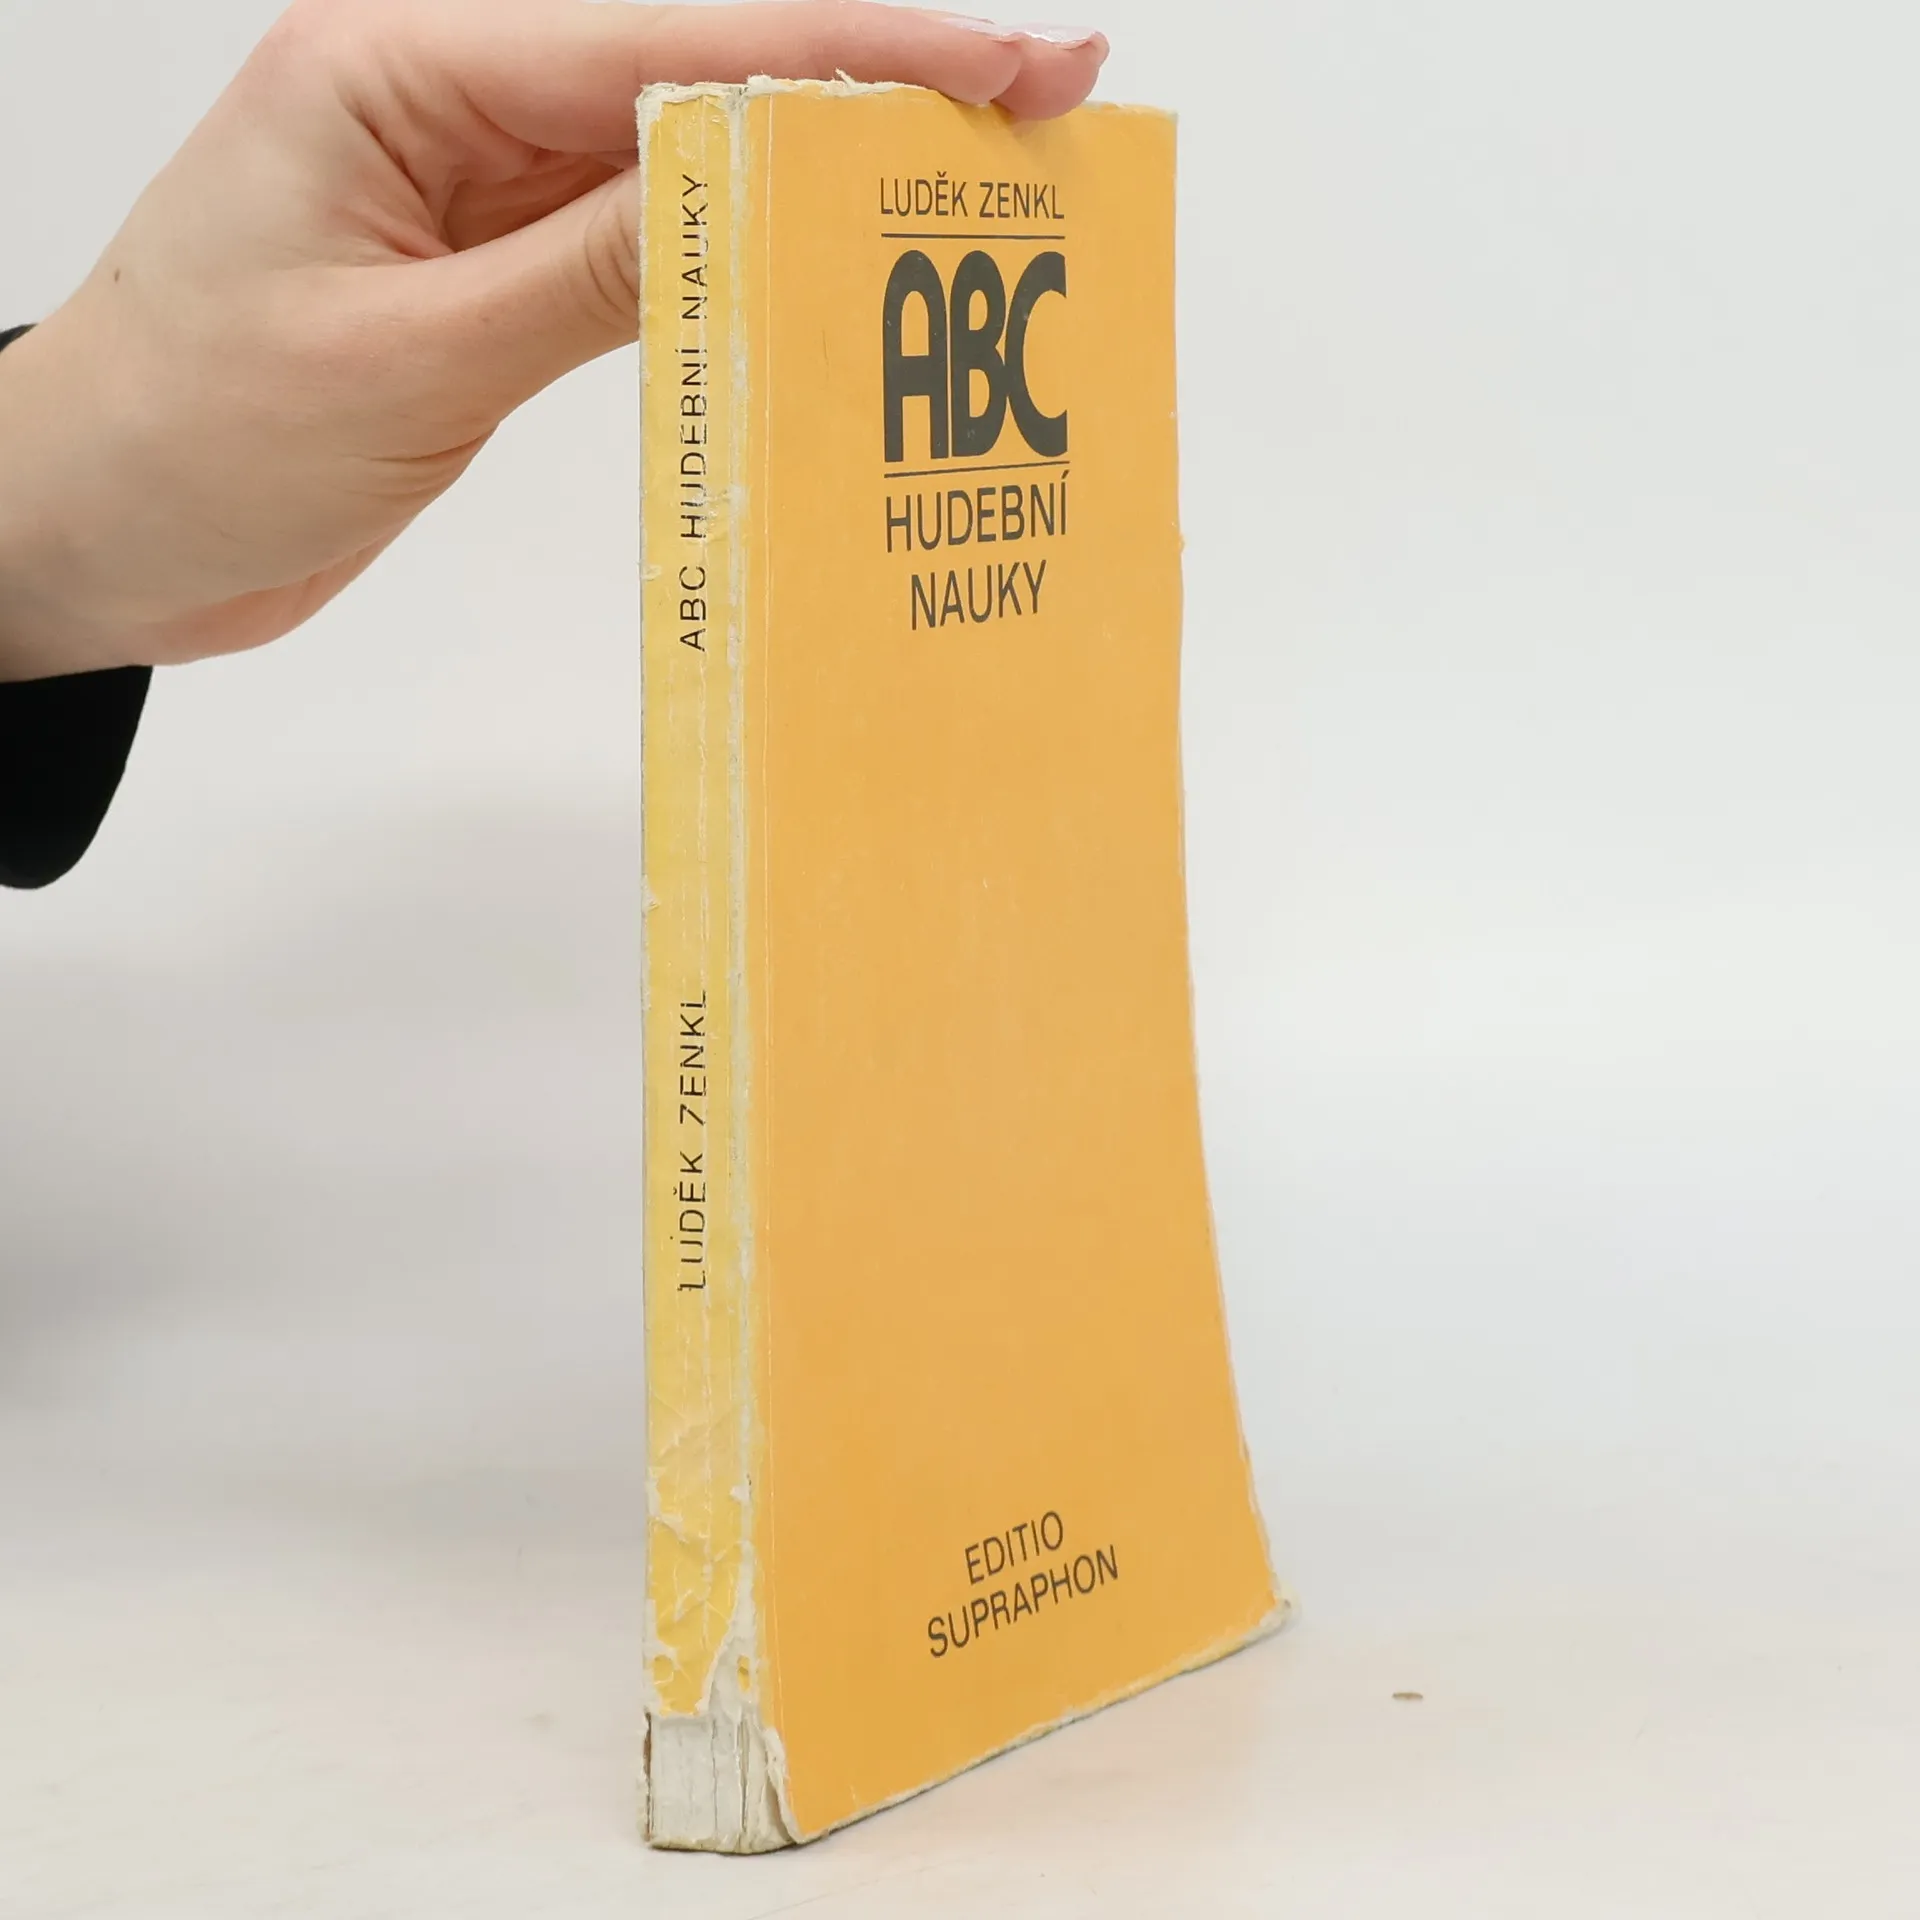 ABC HUDEBNÍ NAUKY
LUDĚK ZENKL
LUDĚK ZENKL
ABC
HUDEBNÍ
NAUKY
EDITIO
SUPRAPHON